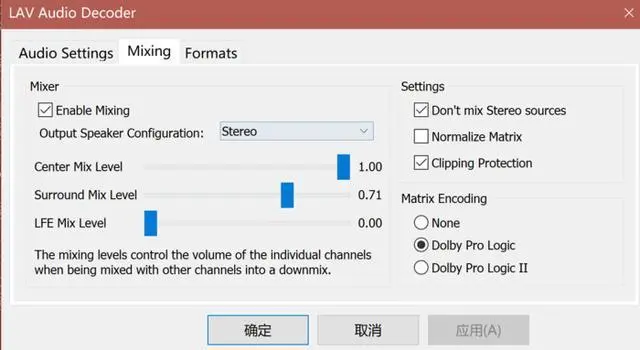 LAV Audio Decoder
Audio Settings Mixing Formats
Mixer
Enable Mixing
Output Speaker Configuration: Stereo
Center Mix Level 1.00
Surround Mix Level 0.71
LFE Mix Level 0.00
The mixing levels control the volume of the individual channels
when being mixed with other channels into a downmix.
Settings
Don't mix Stereo sources
Normalize Matrix
Clipping Protection
Matrix Encoding
None
Dolby Pro Logic
Dolby Pro Logic II
确定 取消 应用(A)